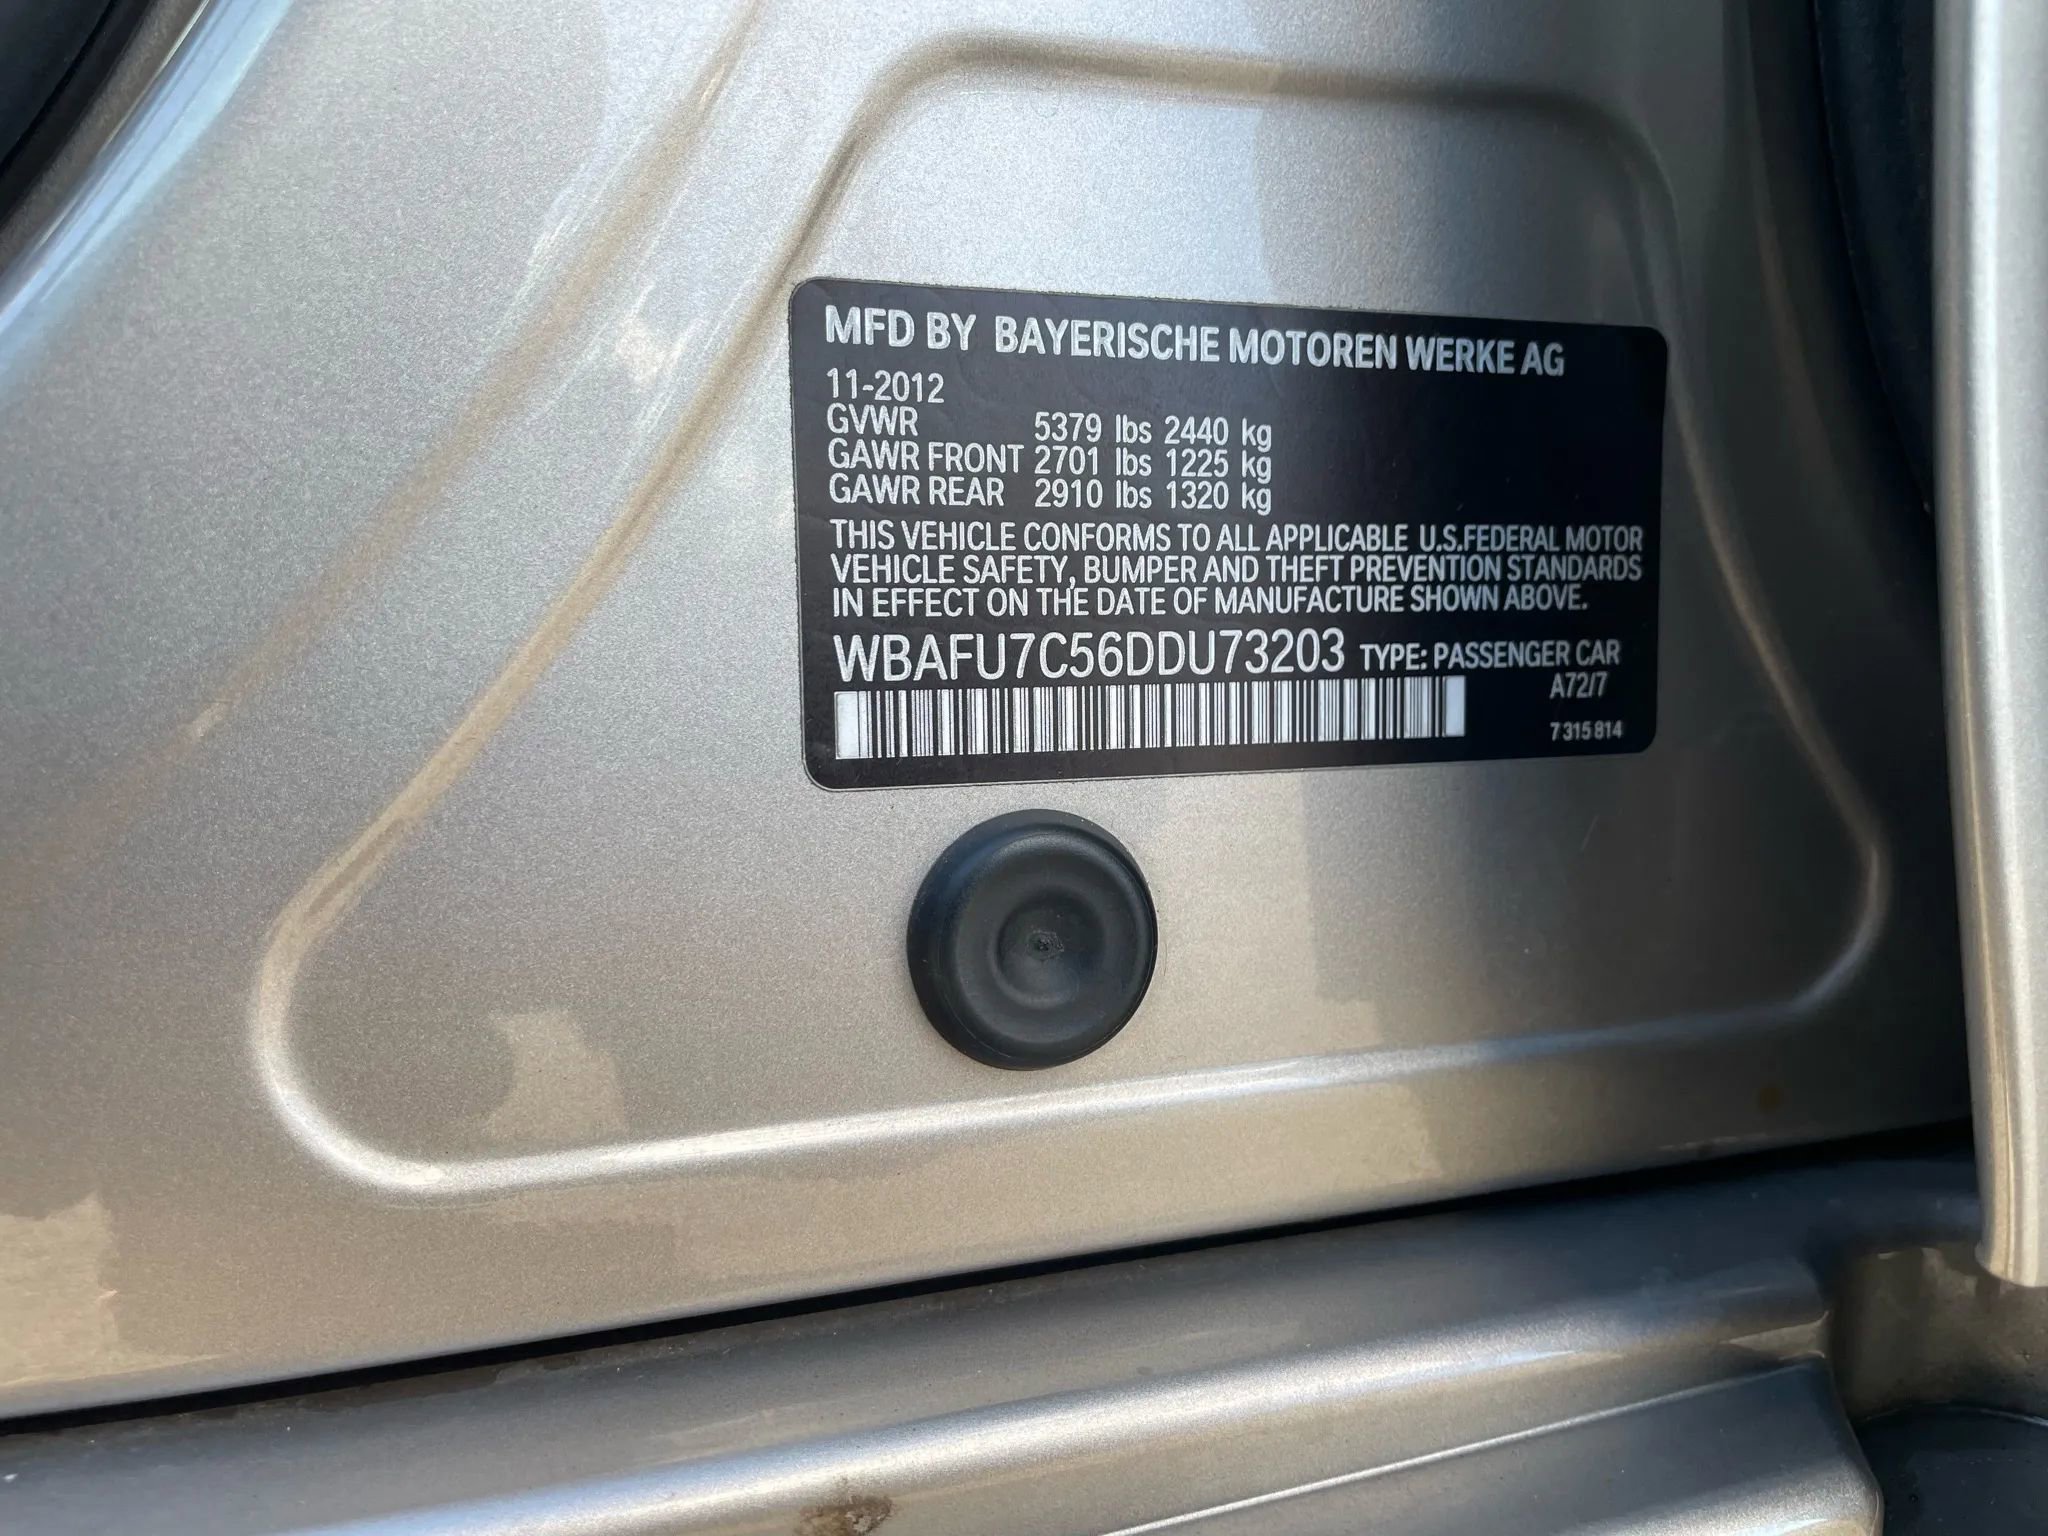 MFD BY BAYERISCHE MOTOREN WERKE AG
11-2012
GVWR 5379 lbs 2440 kg
GAWR FRONT 2701 lbs 1225 kg
GAWR REAR 2910 lbs 1320 kg
THIS VEHICLE CONFORMS TO ALL APPLICABLE U.S.FEDERAL MOTOR
VEHICLE SAFETY, BUMPER AND THEFT PREVENTION STANDARDS
IN EFFECT ON THE DATE OF MANUFACTURE SHOWN ABOVE.
WBAFU7C56DDU73203 TYPE: PASSENGER CAR
A72/7
7 315 814